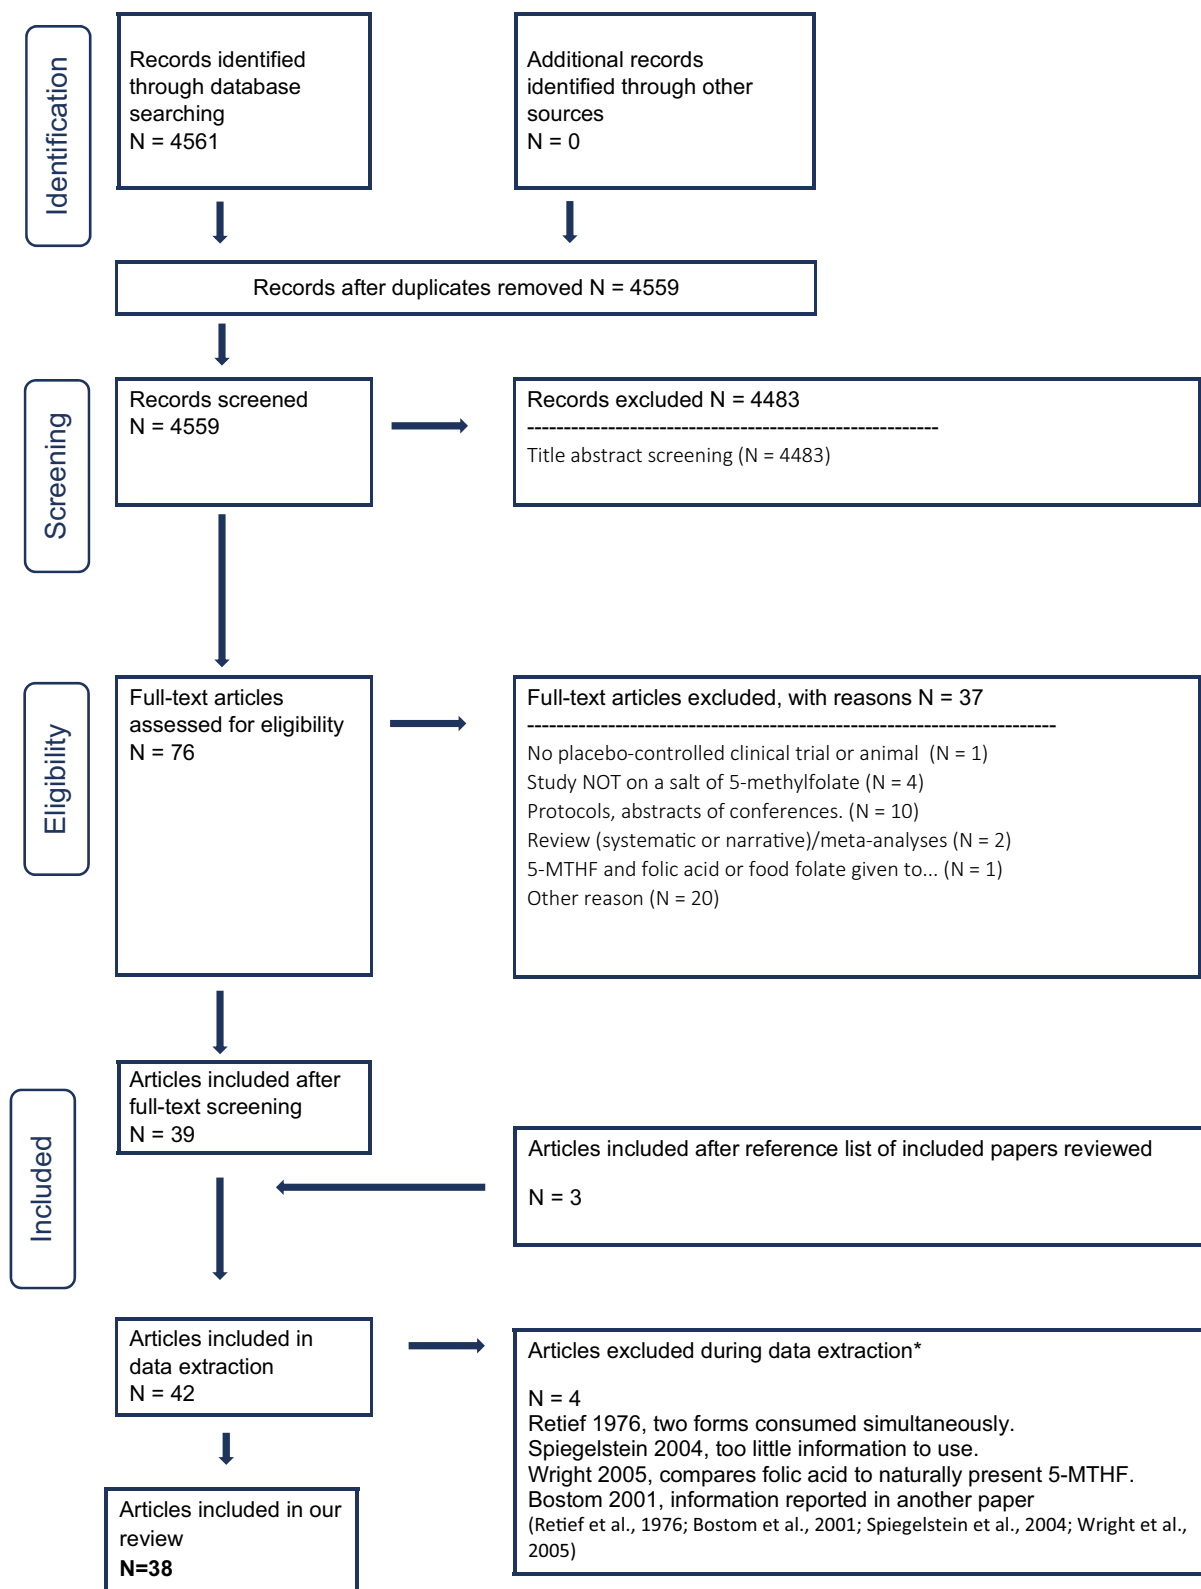 Identification
Records identified
through database
searching
N = 4561
Additional records
identified through other
sources
N = 0
Records after duplicates removed N = 4559
Screening
Records screened
N = 4559
Records excluded N = 4483
--------------------------------------------------------
Title abstract screening (N = 4483)
Eligibility
Full-text articles
assessed for eligibility
N = 76
Full-text articles excluded, with reasons N = 37
------------------------------------------------------------------------
No placebo-controlled clinical trial or animal (N = 1)
Study NOT on a salt of 5-methylfolate (N = 4)
Protocols, abstracts of conferences. (N = 10)
Review (systematic or narrative)/meta-analyses (N = 2)
5-MTHF and folic acid or food folate given to... (N = 1)
Other reason (N = 20)
Included
Articles included after
full-text screening
N = 39
Articles included after reference list of included papers reviewed
N = 3
Articles included in
data extraction
N = 42
Articles excluded during data extraction*
N = 4
Retief 1976, two forms consumed simultaneously.
Spiegelstein 2004, too little information to use.
Wright 2005, compares folic acid to naturally present 5-MTHF.
Bostom 2001, information reported in another paper
(Retief et al., 1976; Bostom et al., 2001; Spiegelstein et al., 2004; Wright et al.,
2005)
Articles included in our
review
N=38